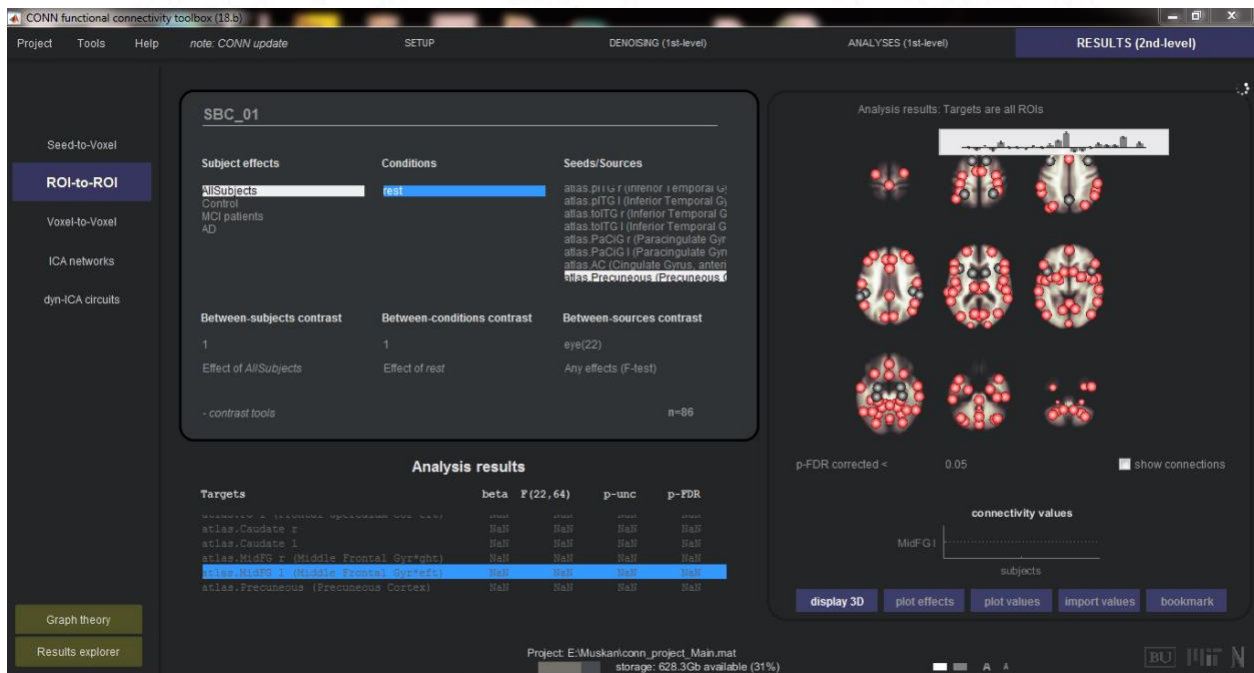 CONN functional connectivity toolbox (18.b)
Project Tools Help note: CONN update SETUP DENOISING (1st-level) ANALYSES (1st-level) RESULTS (2nd-level)
Seed-to-Voxel
ROI-to-ROI
Voxel-to-Voxel
ICA networks
dyn-ICA circuits
Graph theory
Results explorer
SBC_01
Subject effects
AllSubjects
Control
MCI patients
AD
Conditions
rest
Seeds/Sources
atlas.pITG r (Inferior Temporal Gy
atlas.pITG l (Inferior Temporal Gy
atlas.toITG r (Inferior Temporal G
atlas.toITG l (Inferior Temporal G
atlas.PaCiG r (Paracingulate Gyr
atlas.PaCiG l (Paracingulate Gyr
atlas.AC (Cingulate Gyrus, anteri
atlas.Precuneous (Precuneous C
Between-subjects contrast
1
Effect of AllSubjects
Between-conditions contrast
1
Effect of rest
Between-sources contrast
eye(22)
Any effects (F-test)
- contrast tools
n=86
Analysis results
Targets beta F(22,64) p-unc p-FDR
atlas.Caudate r NaN NaN NaN NaN
atlas.Caudate l NaN NaN NaN NaN
atlas.MidFG r (Middle Frontal Gyr*ght) NaN NaN NaN NaN
atlas.MidFG l (Middle Frontal Gyr*eft) NaN NaN NaN NaN
atlas.Precuneous (Precuneous Cortex) NaN NaN NaN NaN
Analysis results: Targets are all ROIs
p-FDR corrected < 0.05 show connections
connectivity values
MidFG l
subjects
display 3D plot effects plot values import values bookmark
Project: E:\Muskan\conn_project_Main.mat
storage: 628.3Gb available (31%)
A A
BU MIT N